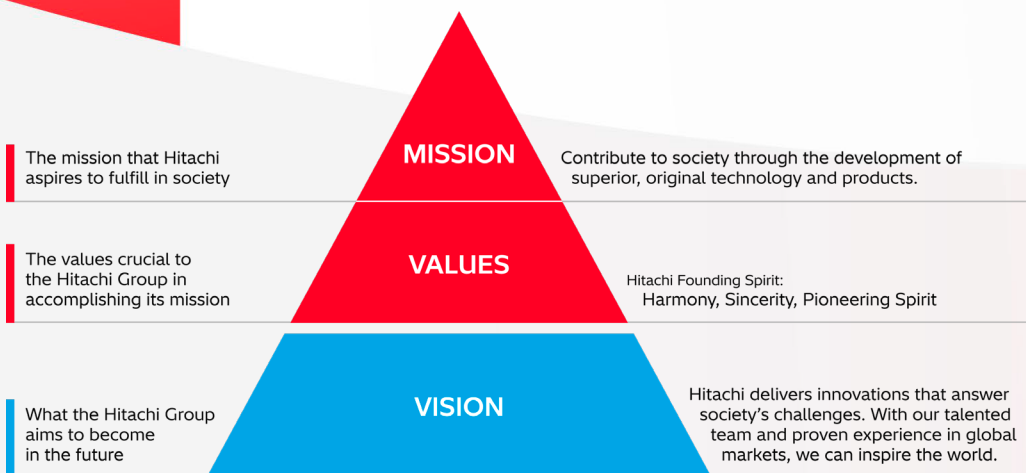 The mission that Hitachi
aspires to fulfill in society
MISSION
Contribute to society through the development of
superior, original technology and products.
The values crucial to
the Hitachi Group in
accomplishing its mission
VALUES
Hitachi Founding Spirit:
Harmony, Sincerity, Pioneering Spirit
What the Hitachi Group
aims to become
in the future
VISION
Hitachi delivers innovations that answer
society’s challenges. With our talented
team and proven experience in global
markets, we can inspire the world.